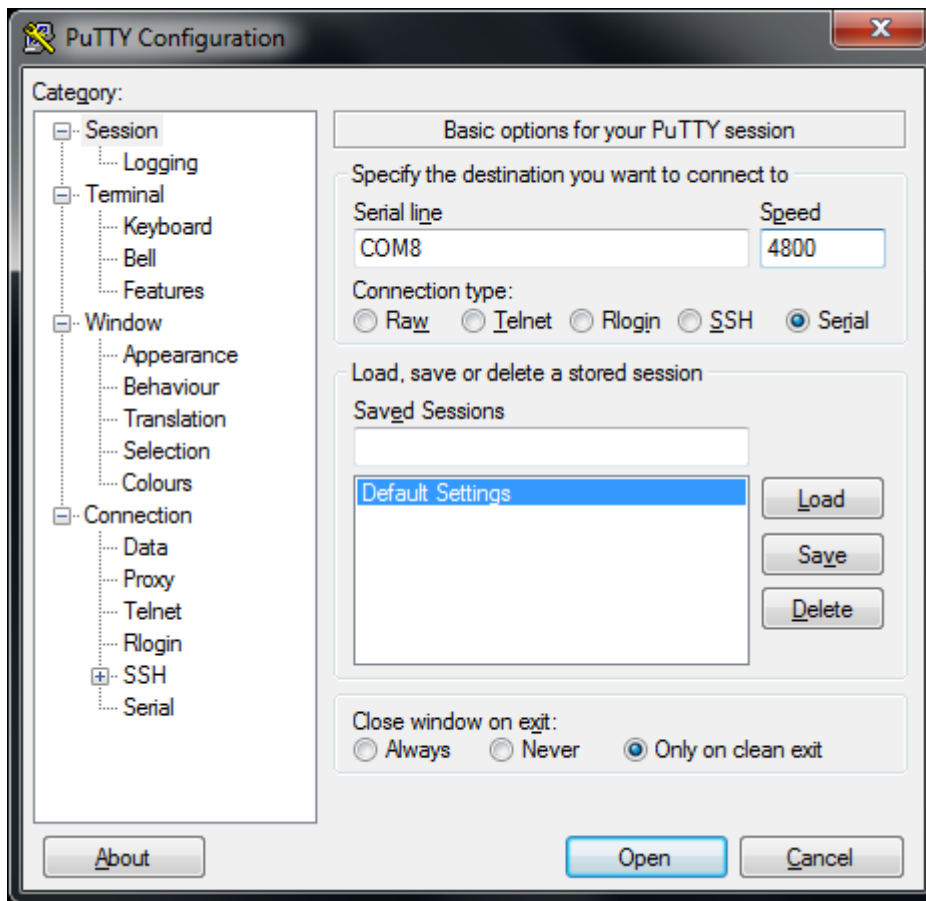 PuTTY Configuration
X
Category:
Session
Logging
Terminal
Keyboard
Bell
Features
Window
Appearance
Behaviour
Translation
Selection
Colours
Connection
Data
Proxy
Telnet
Rlogin
SSH
Serial
Basic options for your PuTTY session
Specify the destination you want to connect to
Serial line Speed
COM8 4800
Connection type:
Raw Telnet Rlogin SSH Serial
Load, save or delete a stored session
Saved Sessions
Default Settings
Load
Save
Delete
Close window on exit:
Always Never Only on clean exit
About Open Cancel